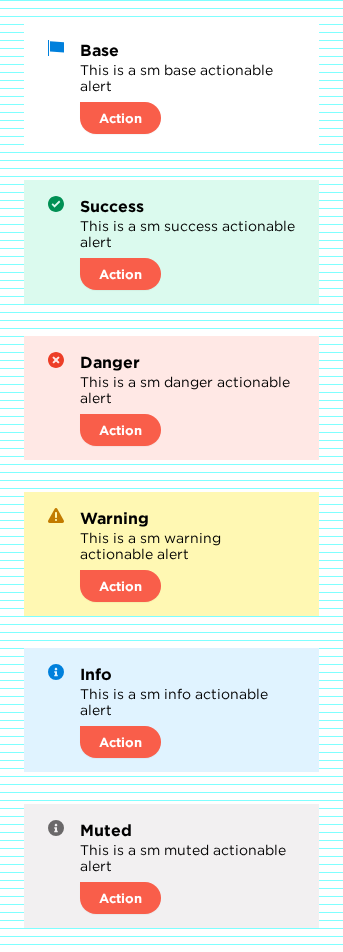 Base
This is a sm base actionable
alert
Action
Success
This is a sm success actionable
alert
Action
Danger
This is a sm danger actionable
alert
Action
Warning
This is a sm warning
actionable alert
Action
Info
This is a sm info actionable
alert
Action
Muted
This is a sm muted actionable
alert
Action